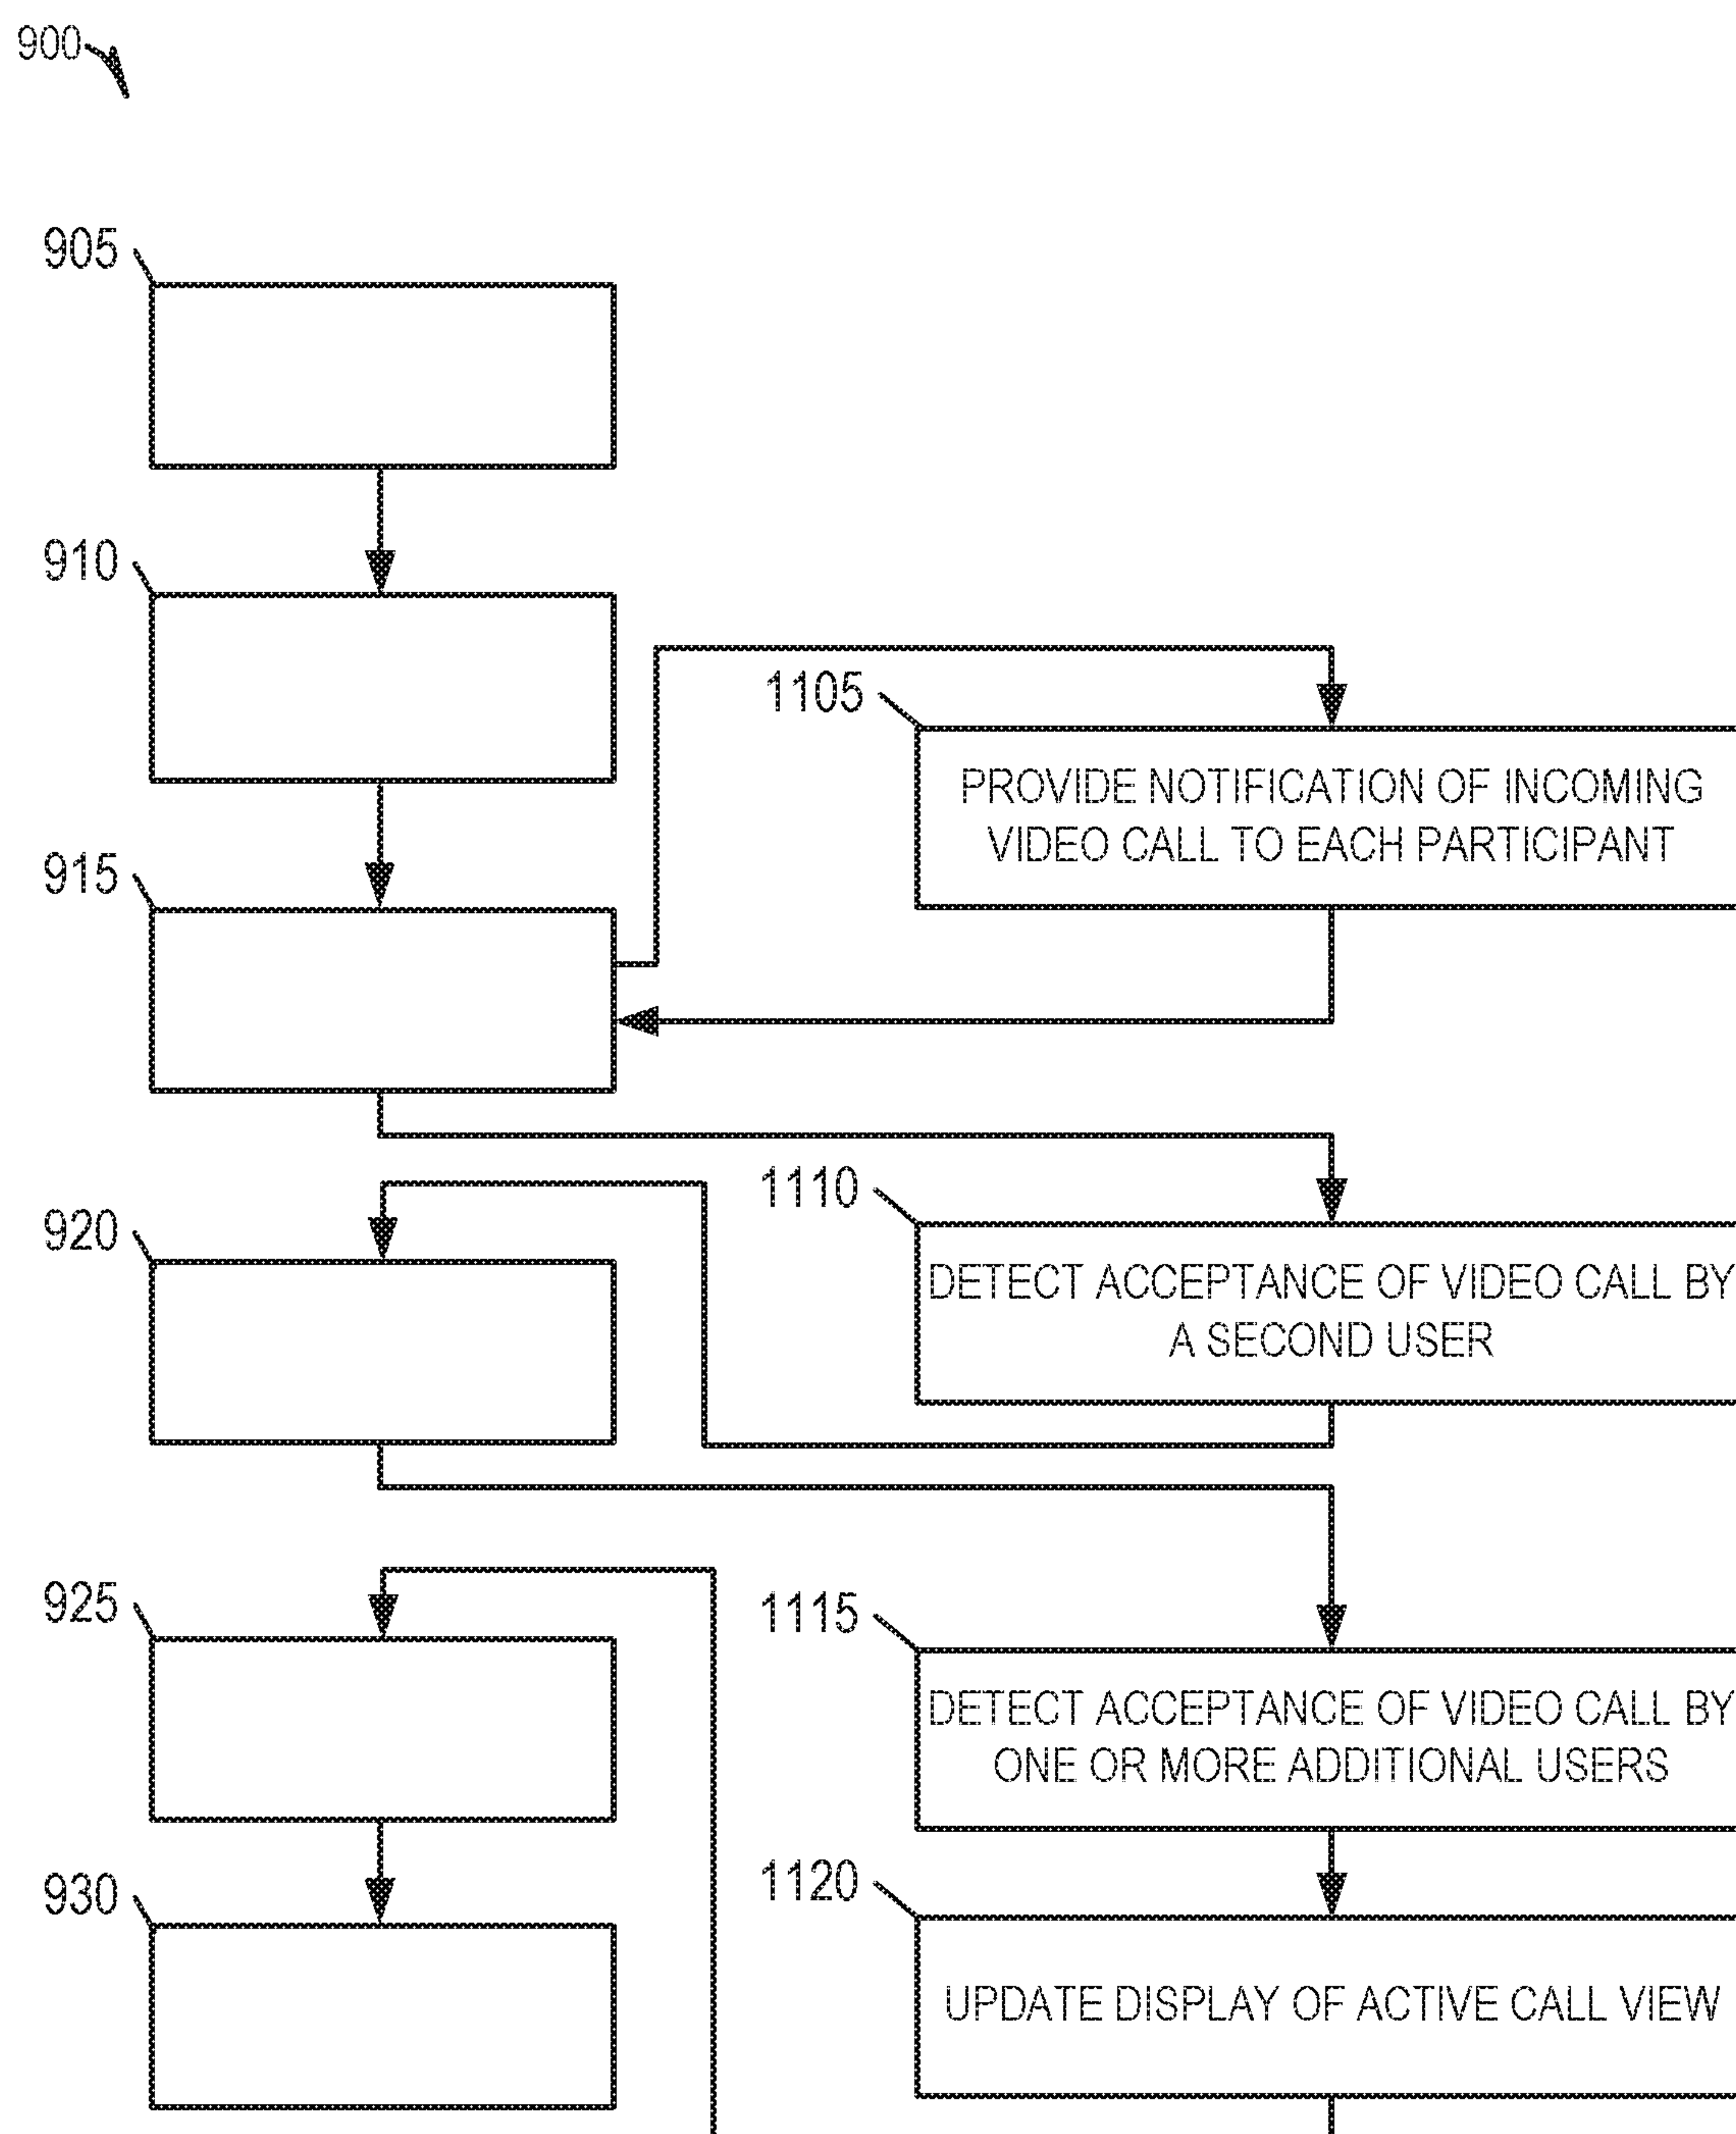 900
905
910
1105
PROVIDE NOTIFICATION OF INCOMING
VIDEO CALL TO EACH PARTICIPANT
915
1110
920
DETECT ACCEPTANCE OF VIDEO CALL BY
A SECOND USER
925
1115
DETECT ACCEPTANCE OF VIDEO CALL BY
ONE OR MORE ADDITIONAL USERS
930
1120
UPDATE DISPLAY OF ACTIVE CALL VIEW